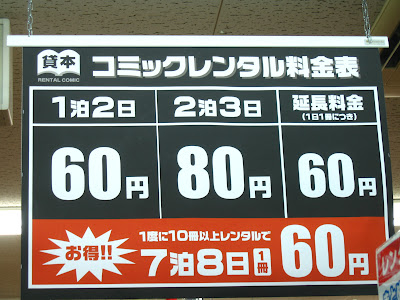 貸本
RENTAL COMIC
コミックレンタル料金表
1泊2日 2泊3日 延長料金
(1日1冊につき)
60円 80円 60円
お得!!
1度に10冊以上レンタルで
7泊8日 1冊 60円
レン